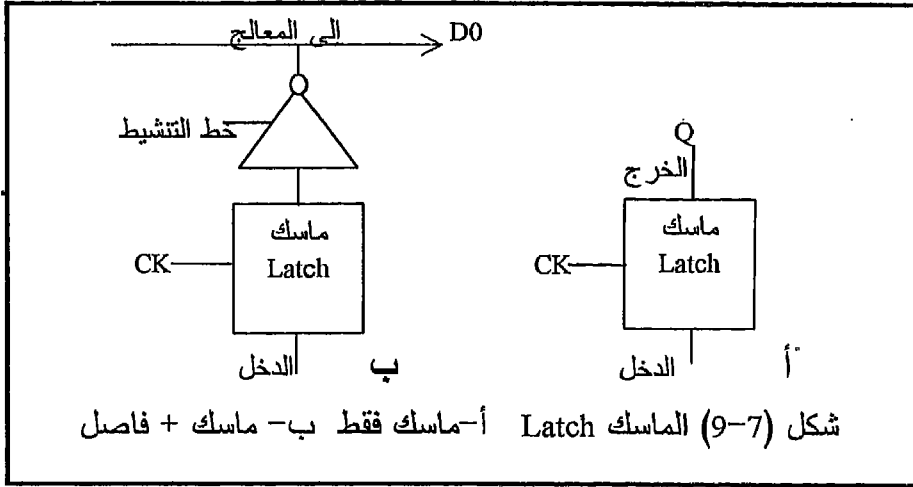 الى المعالج
D0
خط التنشيط
Q
الخرج
ماسك
Latch
CK
الدخل
ب
ماسك
Latch
CK
الدخل
أ
شكل (7-9) الماسك Latch أ-ماسك فقط ب- ماسك + فاصل